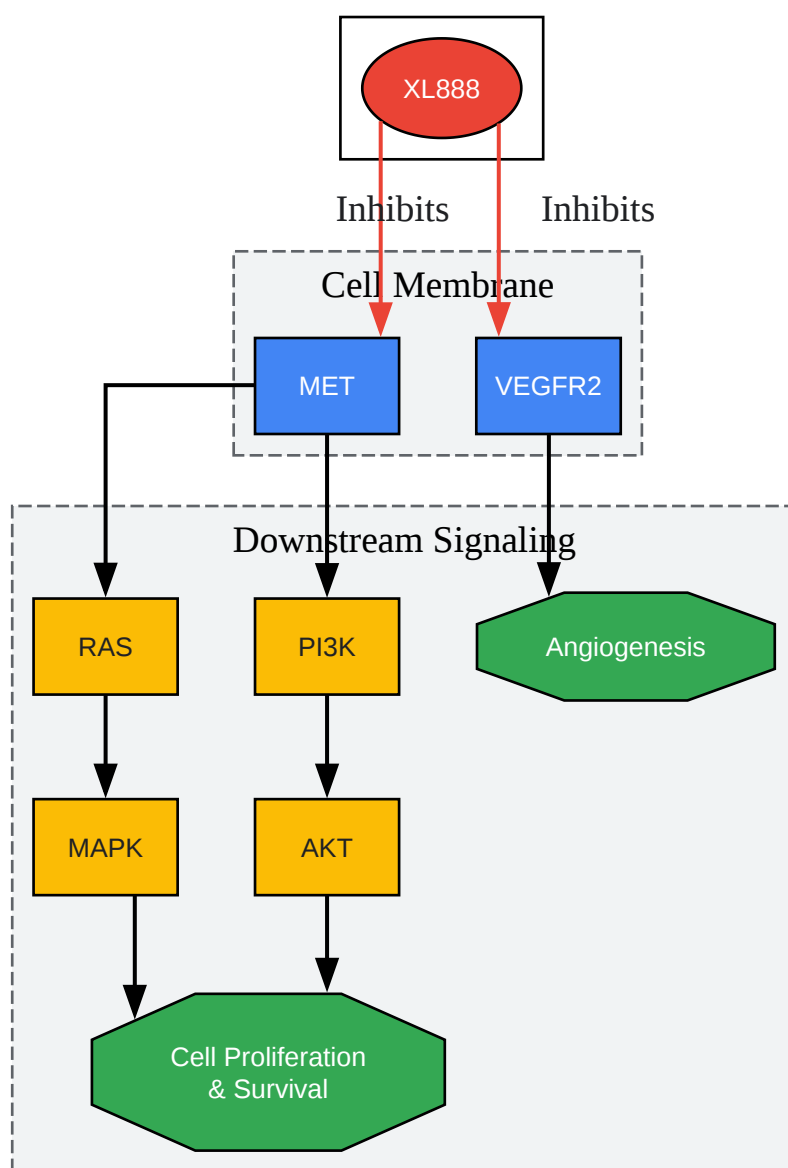 XL888
Inhibits
Inhibits
Cell Membrane
MET
VEGFR2
Downstream Signaling
RAS
PI3K
Angiogenesis
MAPK
AKT
Cell Proliferation
& Survival